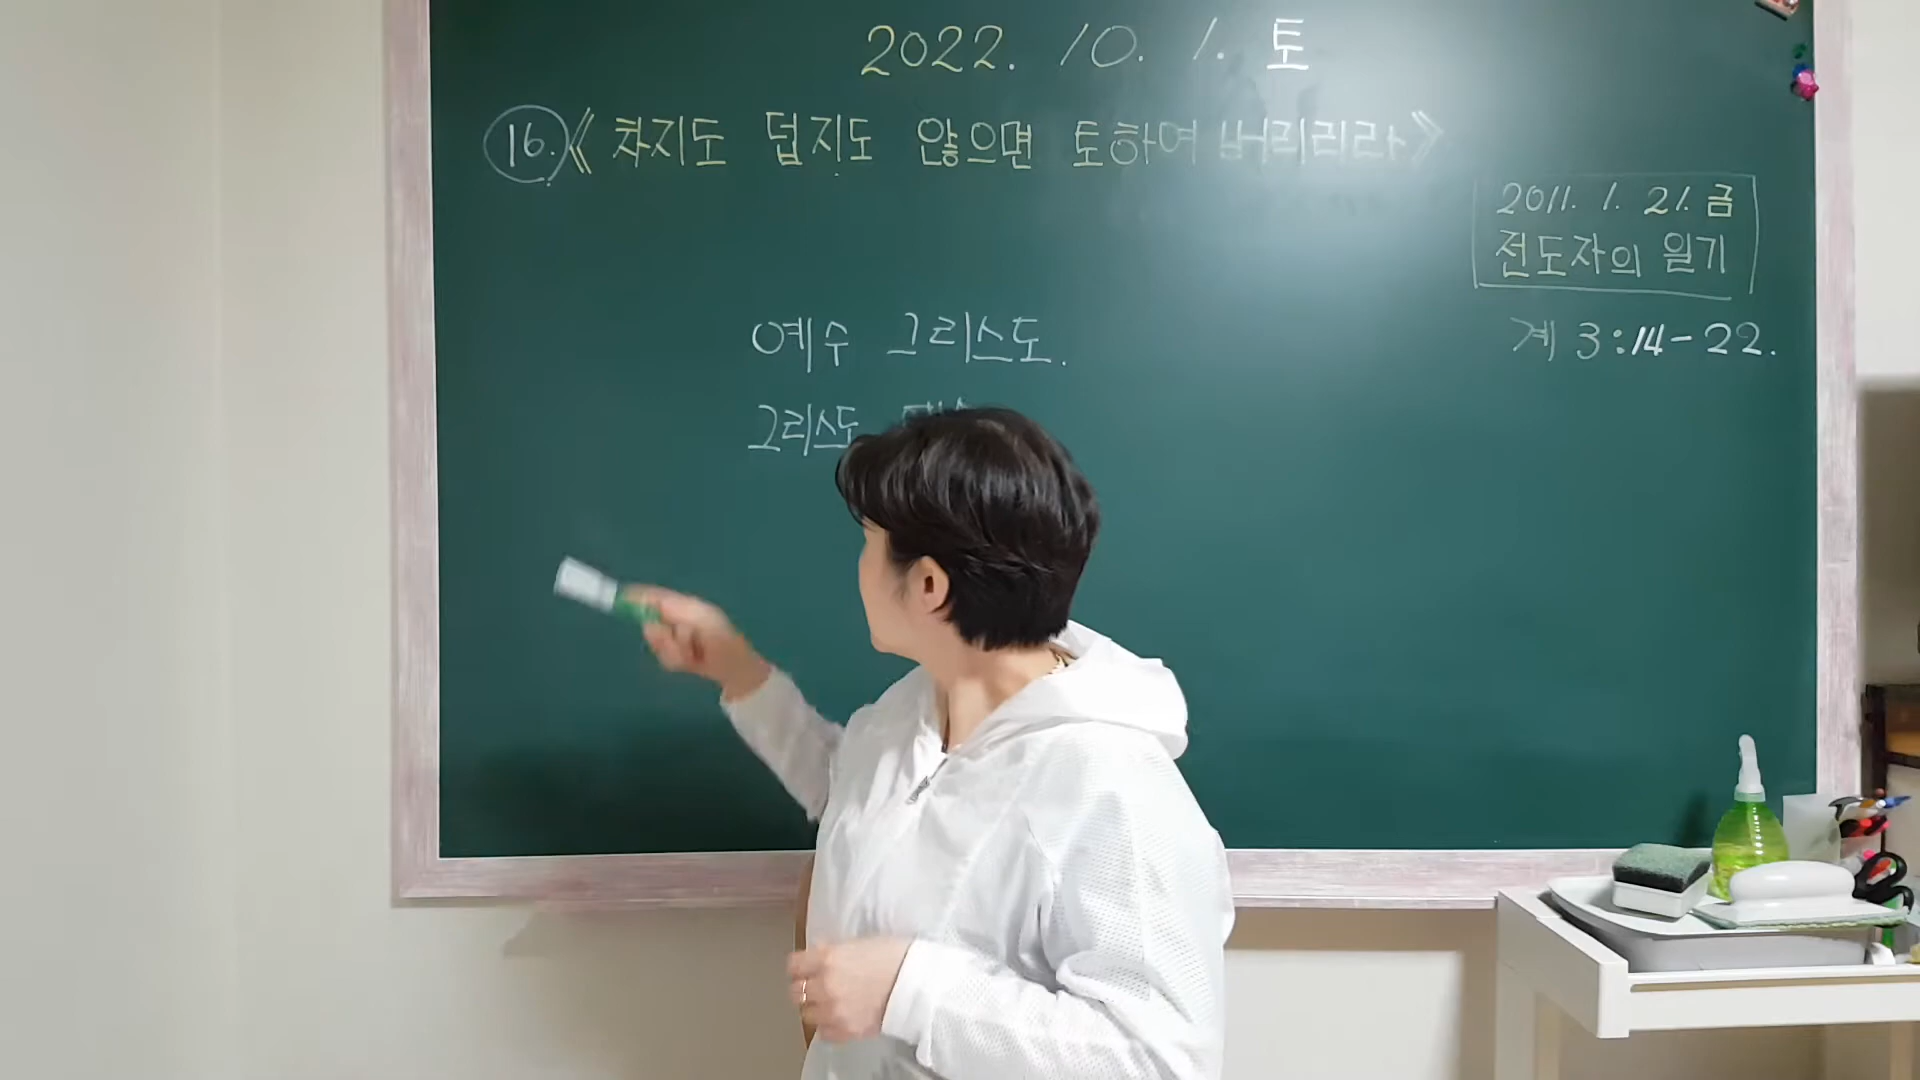 2022. 10. 1. 토
16. 《 차지도 덥지도 않으면 토하여 버리리라 》
2011. 1. 21. 금
전도자의 일기
계 3:14-22.
예수 그리스도.
그리스도